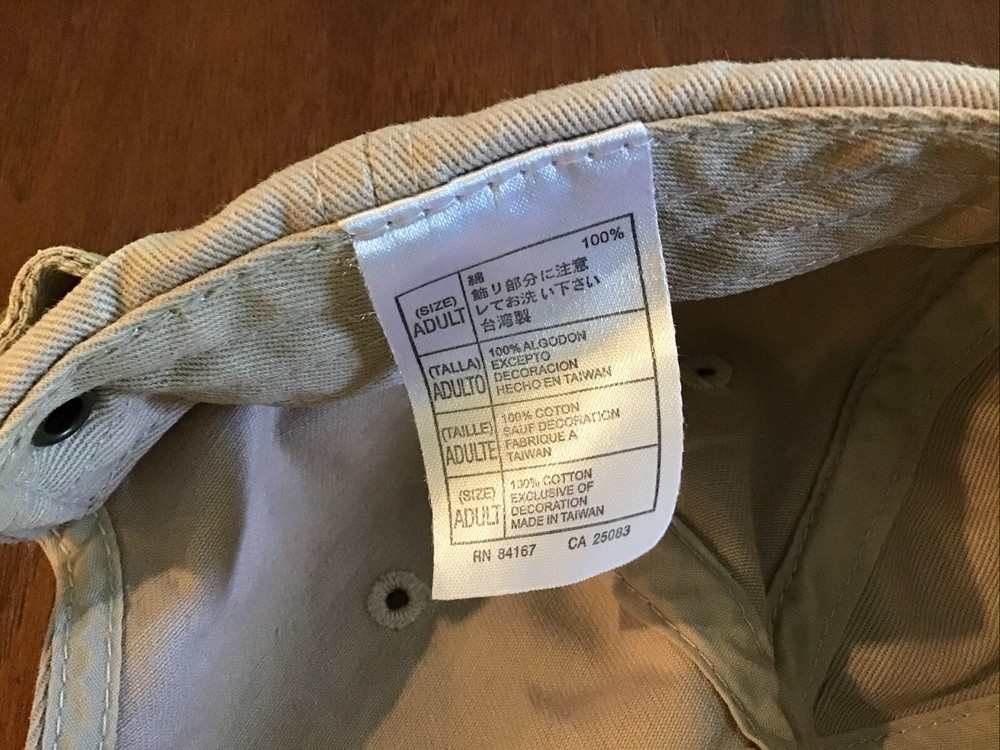 (SIZE)
ADULT
綿 100%
飾リ部分に注意
レてお洗い下さい
台湾製
(TALLA)
ADULTO
100% ALGODON
EXCEPTO
DECORACION
HECHO EN TAIWAN
(TAILLE)
ADULTE
100% COTON
SAUF DECORATION
FABRIQUE A
TAIWAN
(SIZE)
ADULT
100% COTTON
EXCLUSIVE OF
DECORATION
MADE IN TAIWAN
RN 84167 CA 25083